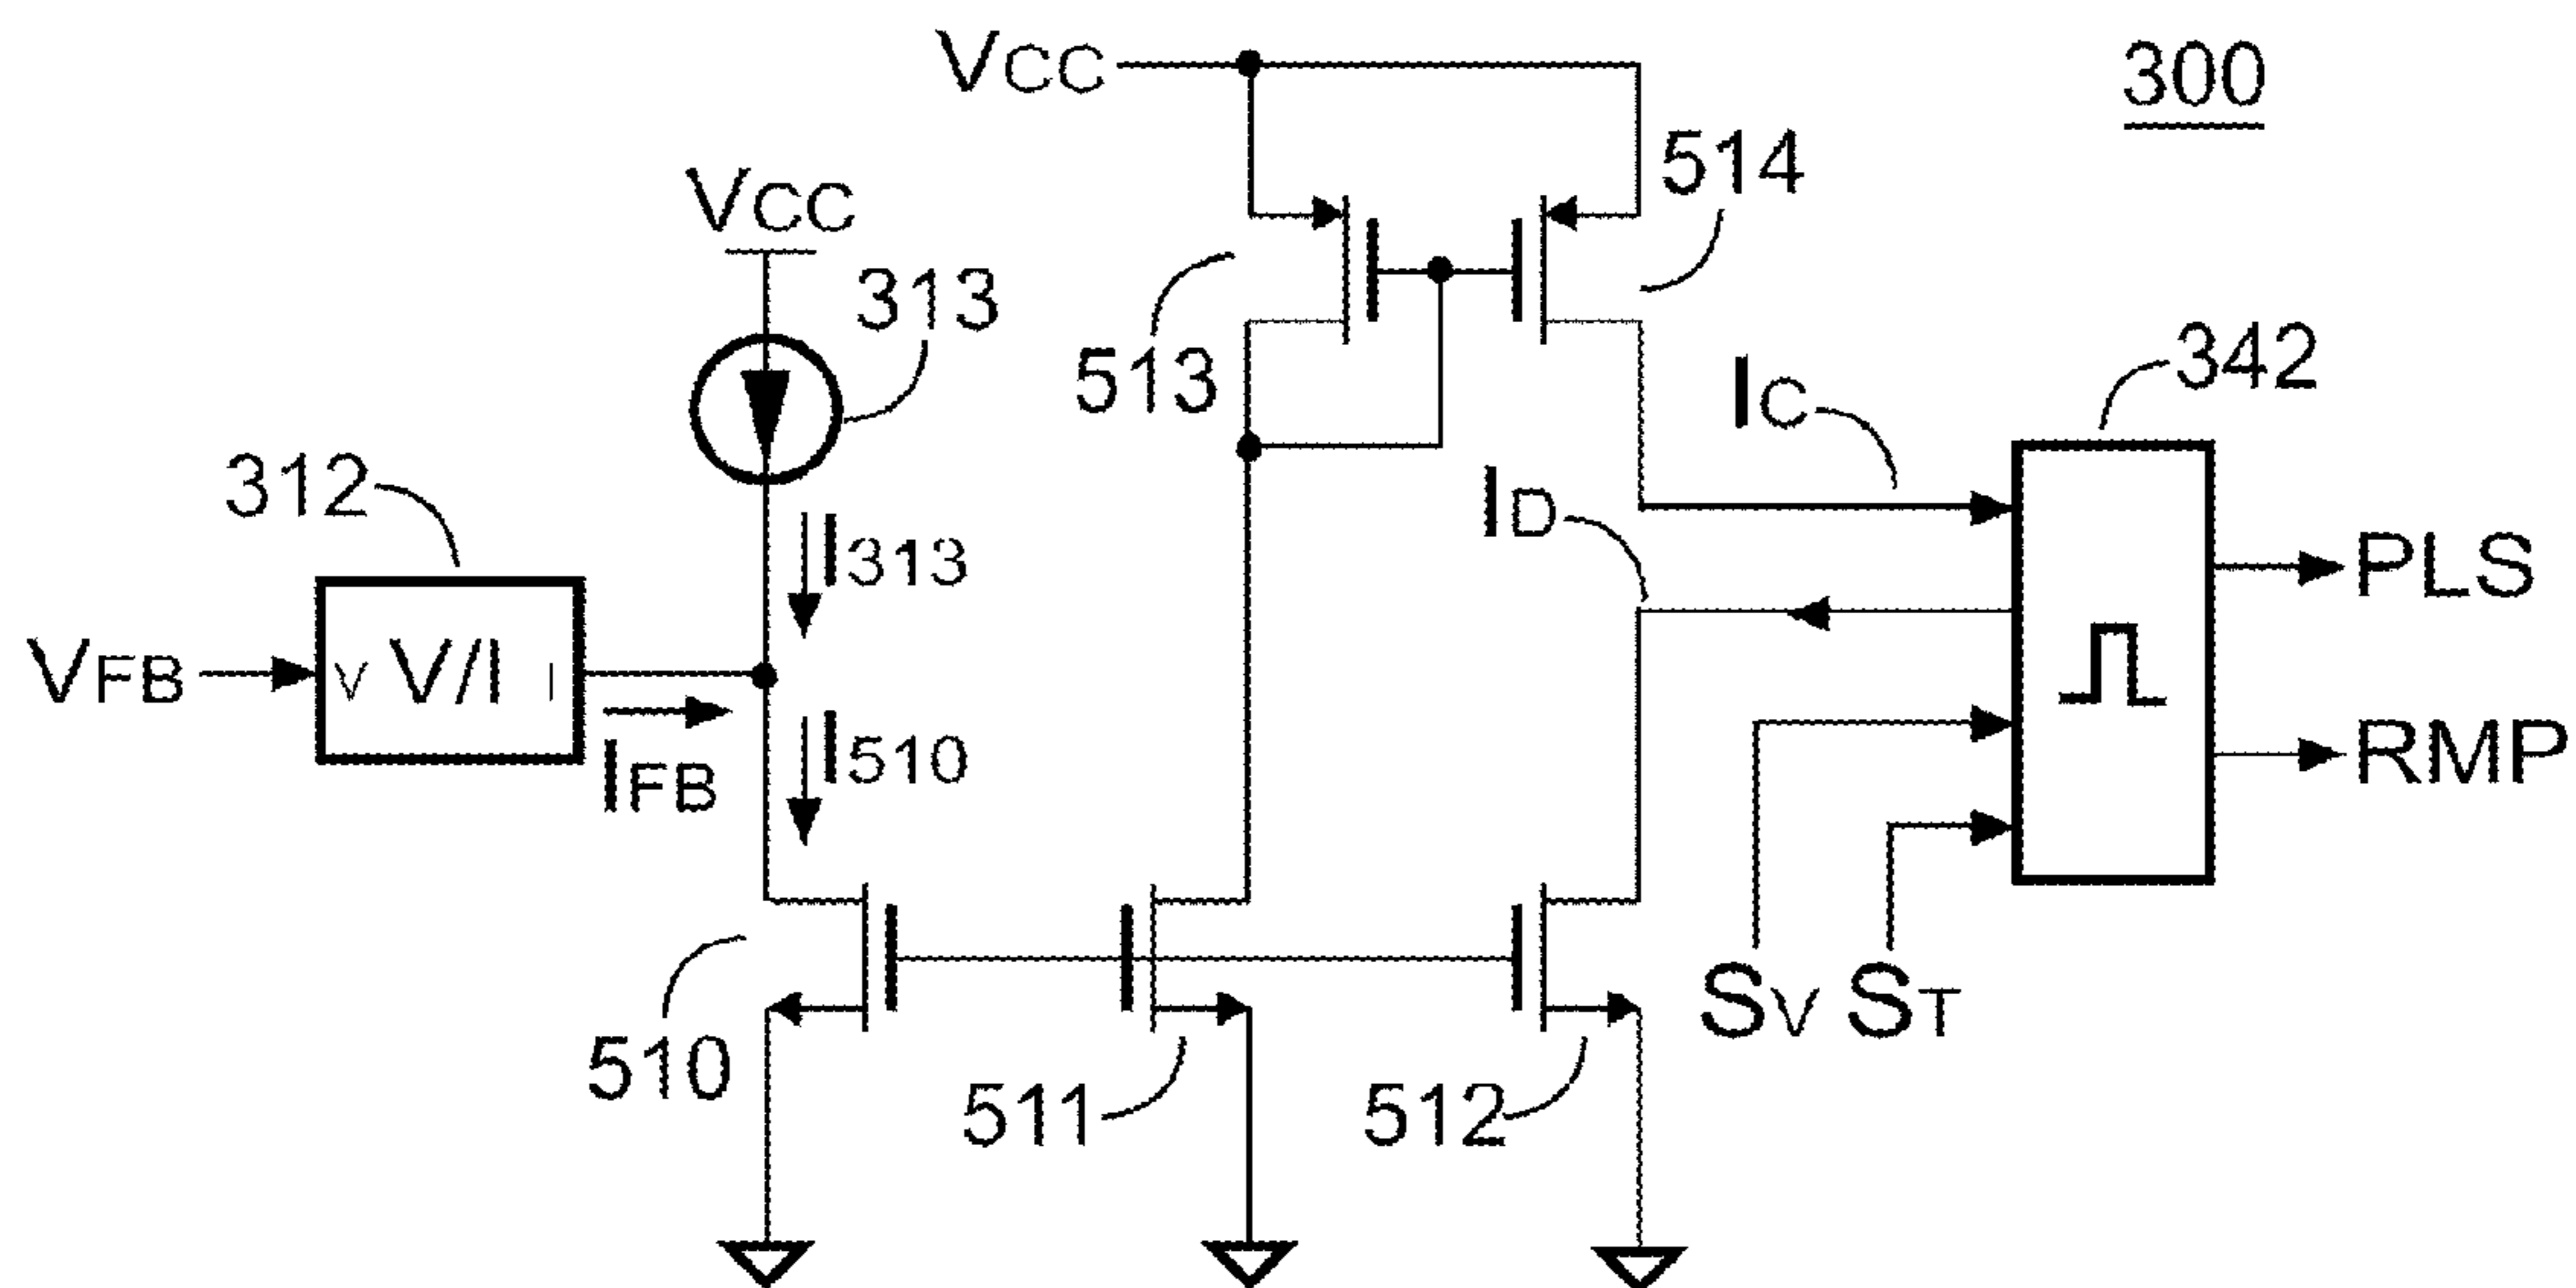 VCC
300
514
VCC
313
513
342
IC
312
ID
I313
PLS
VFB
V V/I I
IFB
I510
RMP
SV ST
510
511
512